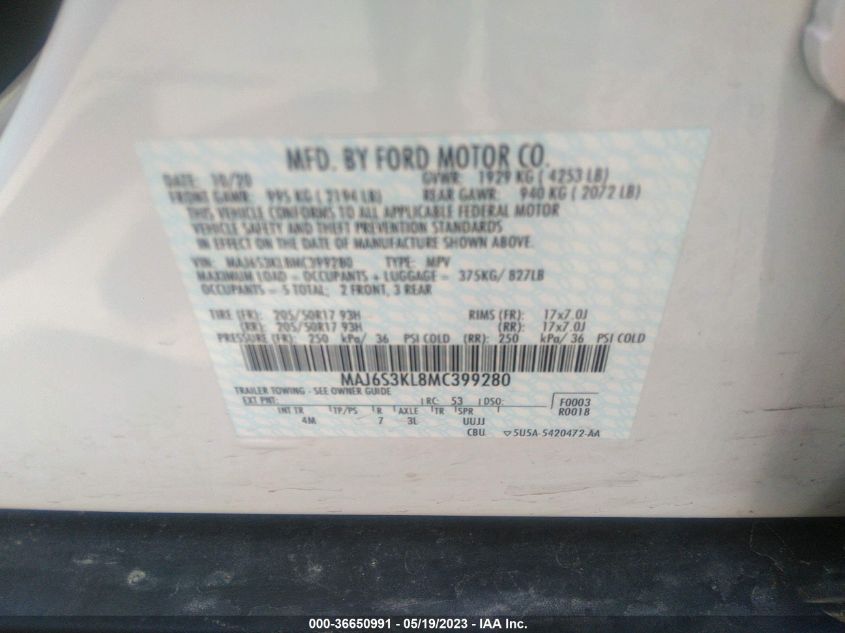 MFD. BY FORD MOTOR CO.
DATE: 10/20 GVWR: 1929 KG ( 4253 LB)
FRONT GAWR: 995 KG ( 2194 LB) REAR GAWR: 940 KG ( 2072 LB)
THIS VEHICLE CONFORMS TO ALL APPLICABLE FEDERAL MOTOR
VEHICLE SAFETY AND THEFT PREVENTION STANDARDS
IN EFFECT ON THE DATE OF MANUFACTURE SHOWN ABOVE.
VIN: MAJ6S3KL8MC399280 TYPE: MPV
MAXIMUM LOAD - OCCUPANTS + LUGGAGE - 375KG/ 827LB
OCCUPANTS - 5 TOTAL; 2 FRONT, 3 REAR
TIRE (FR): 205/50R17 93H RIMS (FR): 17x7.0J
(RR): 205/50R17 93H (RR): 17x7.0J
PRESSURE (FR): 250 kPa/ 36 PSI COLD (RR): 250 kPa/ 36 PSI COLD
MAJ6S3KL8MC399280
TRAILER TOWING - SEE OWNER GUIDE
EXT PNT: RC: 53 DSO: F0003
R0018
INT TR TP/PS R AXLE TR SPR
4M 7 3L UUJJ
CBU 5U5A-5420472-AA
000-36650991 - 05/19/2023 - IAA Inc.